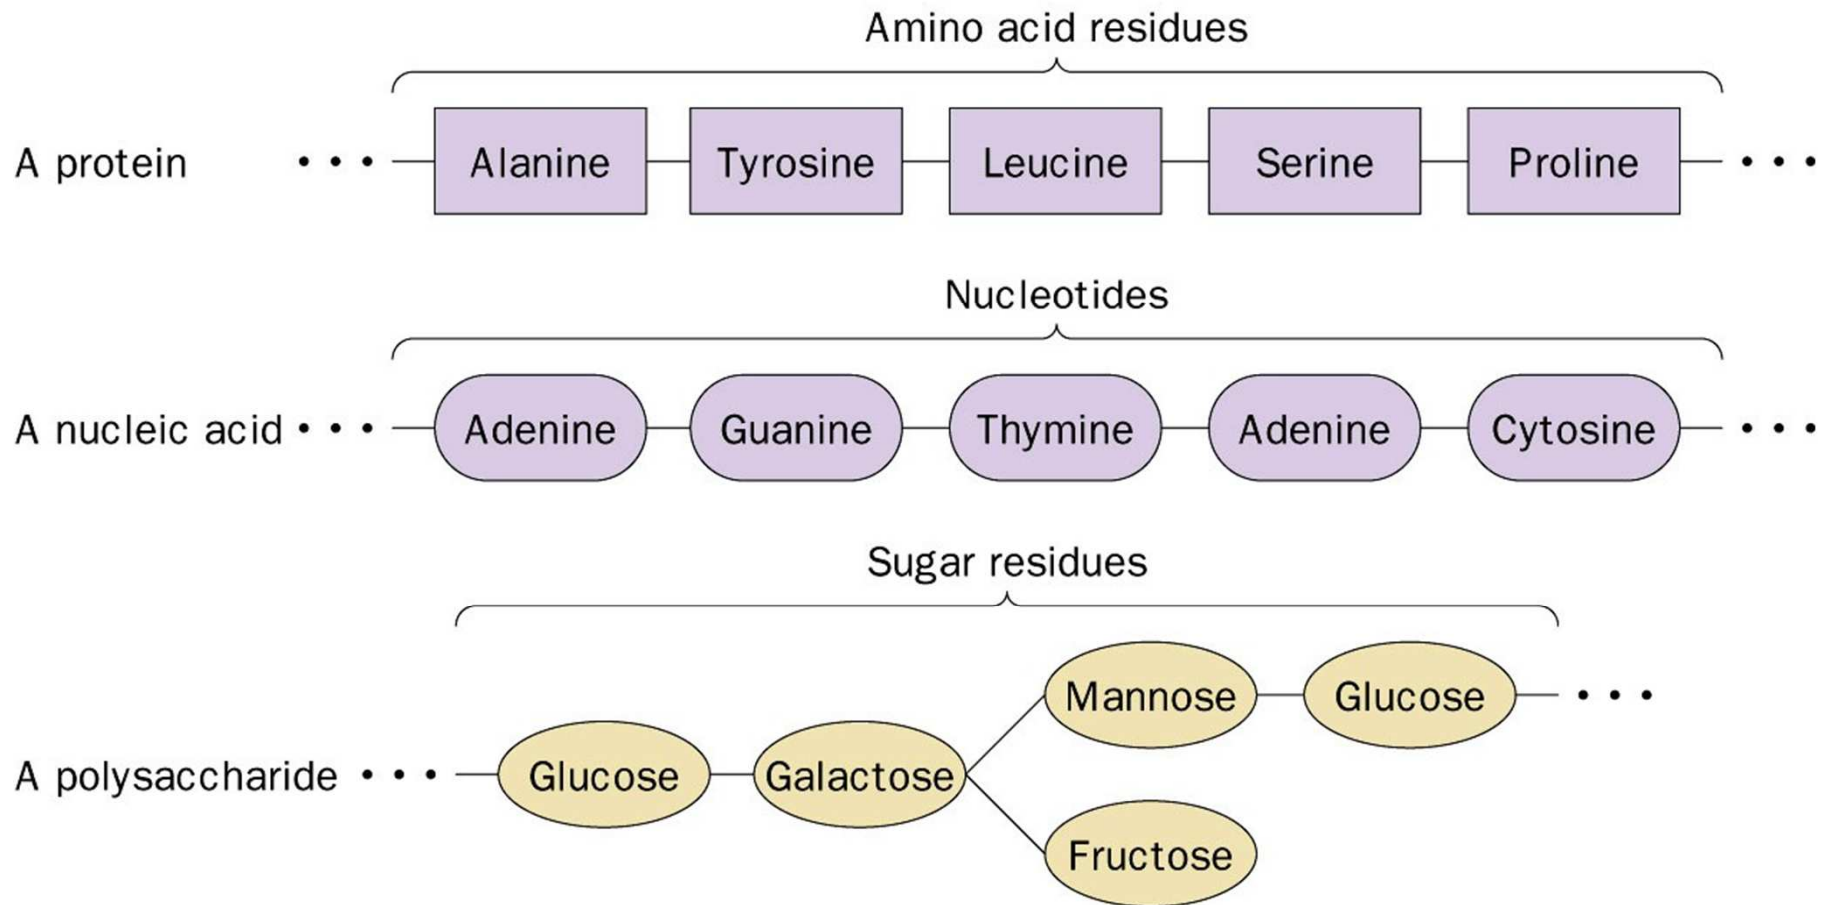 Amino acid residues
A protein ••• Alanine Tyrosine Leucine Serine Proline •••
Nucleotides
A nucleic acid ••• Adenine Guanine Thymine Adenine Cytosine •••
Sugar residues
Mannose Glucose •••
A polysaccharide ••• Glucose Galactose
Fructose